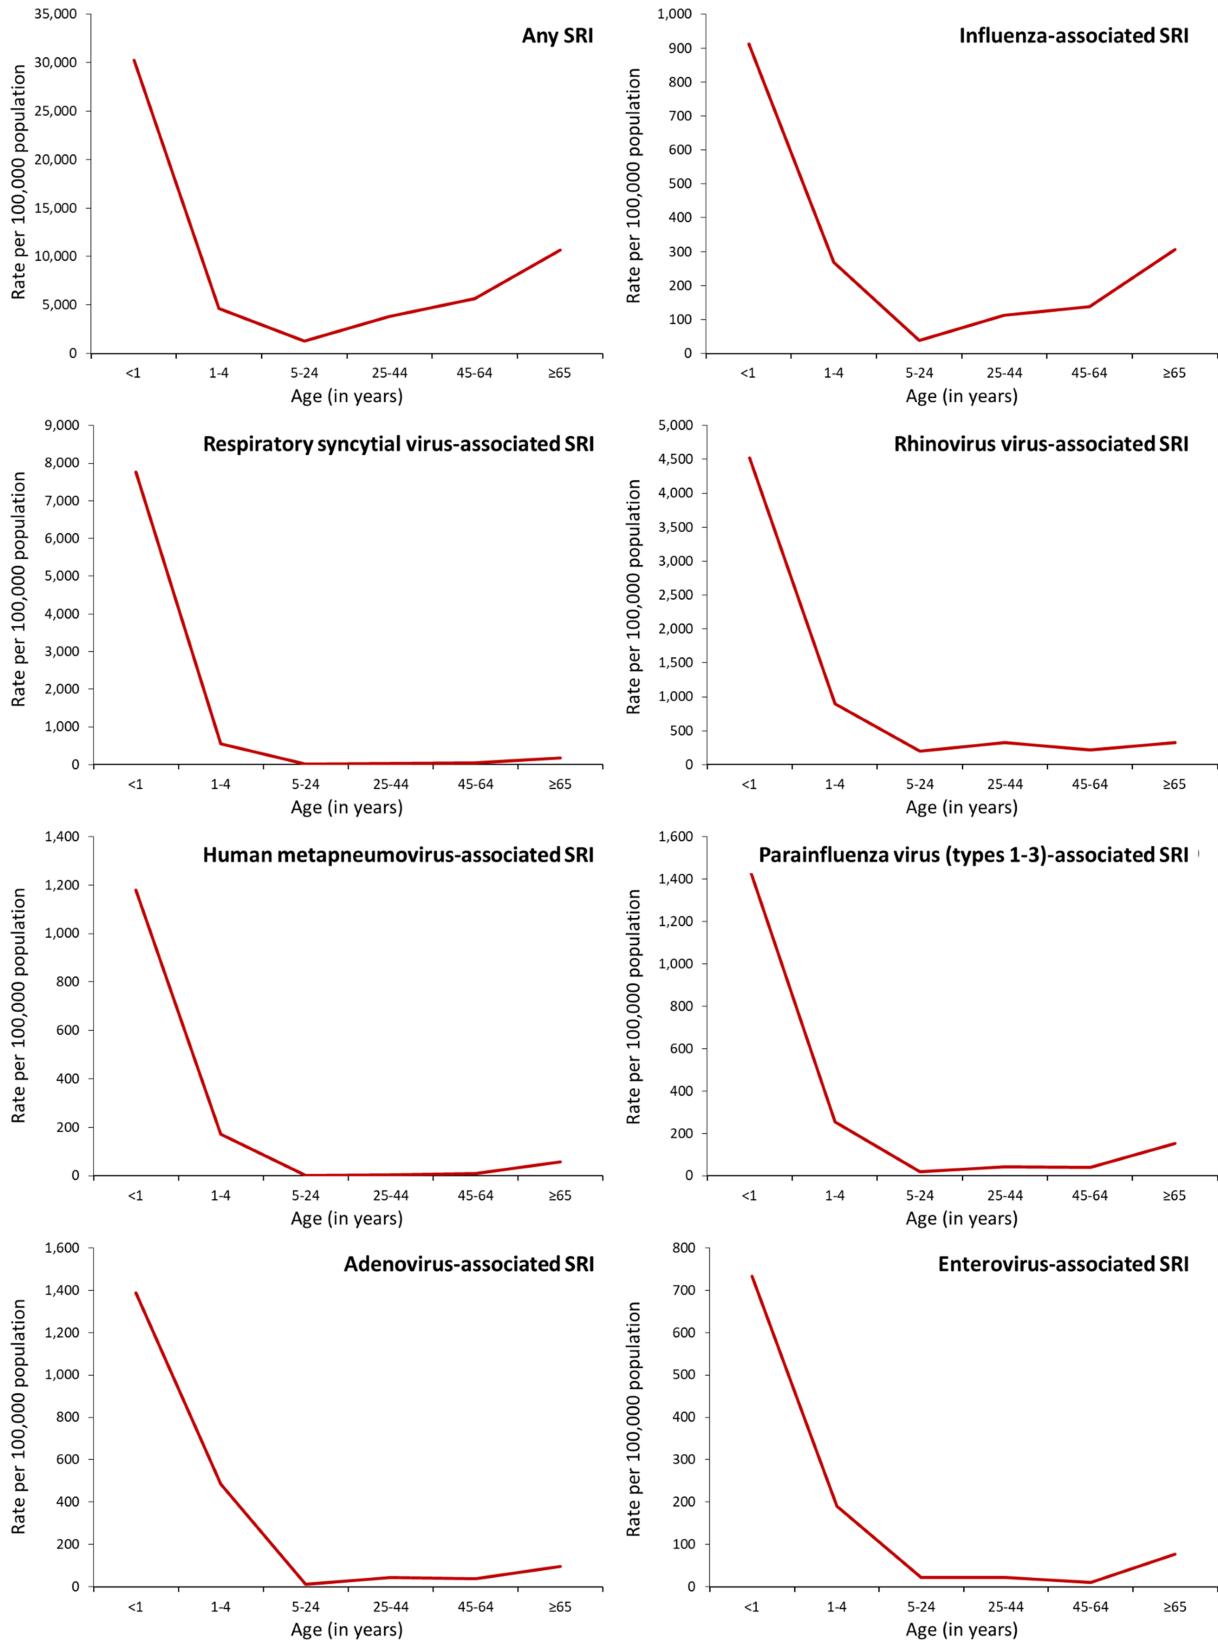 Any SRI
Rate per 100,000 population
35,000
30,000
25,000
20,000
15,000
10,000
5,000
0
<1 1-4 5-24 25-44 45-64 ≥65
Age (in years)
Influenza-associated SRI
Rate per 100,000 population
1,000
900
800
700
600
500
400
300
200
100
0
<1 1-4 5-24 25-44 45-64 ≥65
Age (in years)
Respiratory syncytial virus-associated SRI
Rate per 100,000 population
9,000
8,000
7,000
6,000
5,000
4,000
3,000
2,000
1,000
0
<1 1-4 5-24 25-44 45-64 ≥65
Age (in years)
Rhinovirus virus-associated SRI
Rate per 100,000 population
5,000
4,500
4,000
3,500
3,000
2,500
2,000
1,500
1,000
500
0
<1 1-4 5-24 25-44 45-64 ≥65
Age (in years)
Human metapneumovirus-associated SRI
Rate per 100,000 population
1,400
1,200
1,000
800
600
400
200
0
<1 1-4 5-24 25-44 45-64 ≥65
Age (in years)
Parainfluenza virus (types 1-3)-associated SRI )
Rate per 100,000 population
1,600
1,400
1,200
1,000
800
600
400
200
0
<1 1-4 5-24 25-44 45-64 ≥65
Age (in years)
Adenovirus-associated SRI
Rate per 100,000 population
1,600
1,400
1,200
1,000
800
600
400
200
0
<1 1-4 5-24 25-44 45-64 ≥65
Age (in years)
Enterovirus-associated SRI
Rate per 100,000 population
800
700
600
500
400
300
200
100
0
<1 1-4 5-24 25-44 45-64 ≥65
Age (in years)